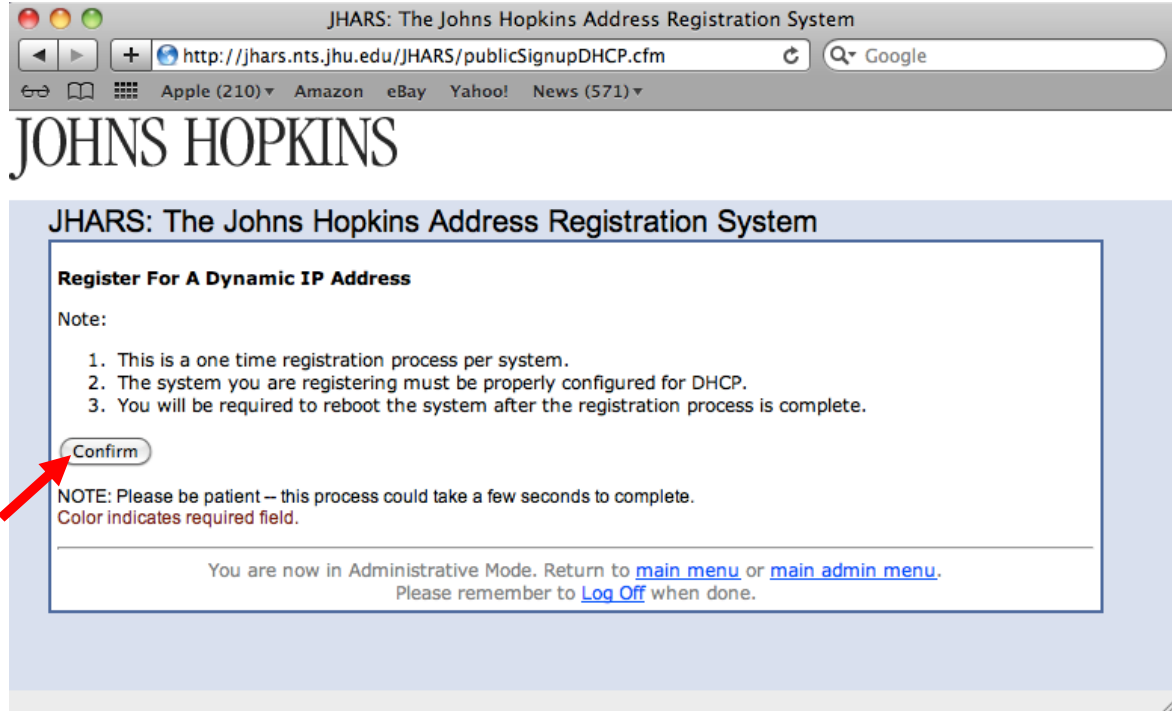 JHARS: The Johns Hopkins Address Registration System
http://jhars.nts.jhu.edu/JHARS/publicSignupDHCP.cfm
Google
Apple (210) Amazon eBay Yahoo! News (571)
JOHNS HOPKINS
JHARS: The Johns Hopkins Address Registration System
Register For A Dynamic IP Address
Note:
1. This is a one time registration process per system.
2. The system you are registering must be properly configured for DHCP.
3. You will be required to reboot the system after the registration process is complete.
Confirm
NOTE: Please be patient -- this process could take a few seconds to complete.
Color indicates required field.
You are now in Administrative Mode. Return to main menu or main admin menu.
Please remember to Log Off when done.